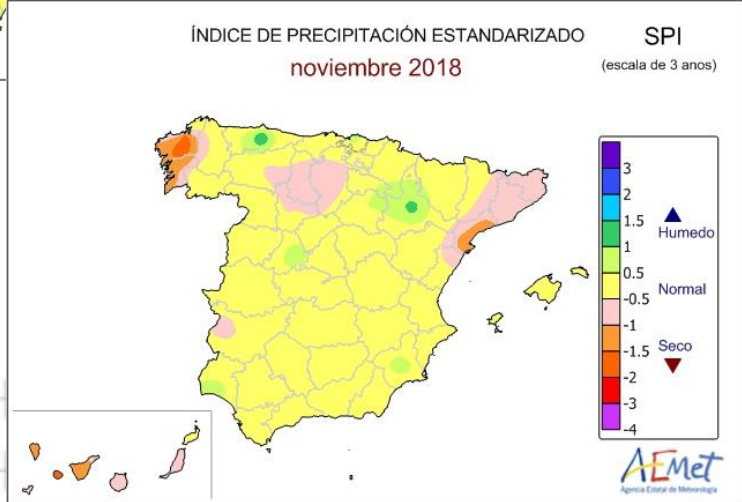 ÍNDICE DE PRECIPITACIÓN ESTANDARIZADO
noviembre 2018
SPI
(escala de 3 anos)
3
2
1.5
1
0.5
-0.5
-1
-1.5
-2
-3
-4
Humedo
Normal
Seco
AEMet
Agencia Estatal de Meteorología